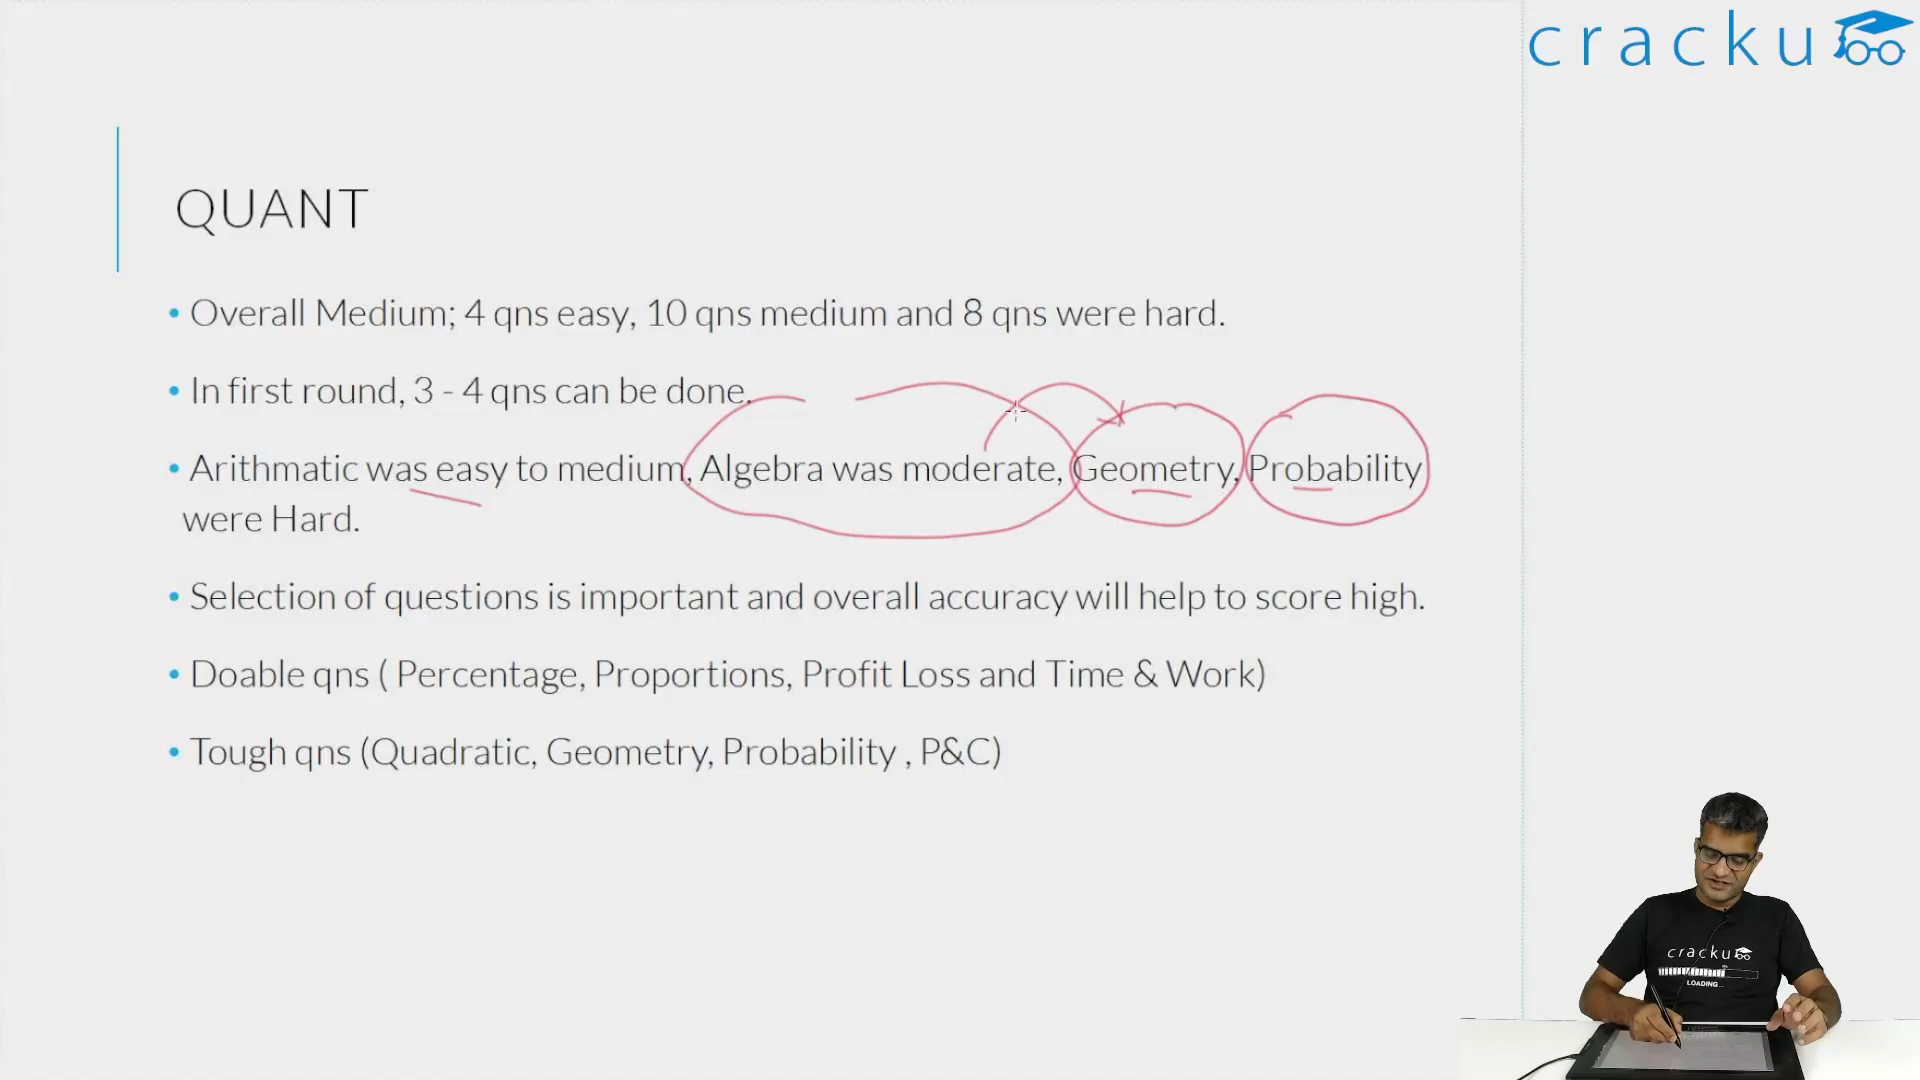 cracku
QUANT
• Overall Medium; 4 qns easy, 10 qns medium and 8 qns were hard.
• In first round, 3 - 4 qns can be done.
• Arithmatic was easy to medium, Algebra was moderate, Geometry, Probability
were Hard.
• Selection of questions is important and overall accuracy will help to score high.
• Doable qns ( Percentage, Proportions, Profit Loss and Time & Work)
• Tough qns (Quadratic, Geometry, Probability , P&C)
cracku
LOADING...